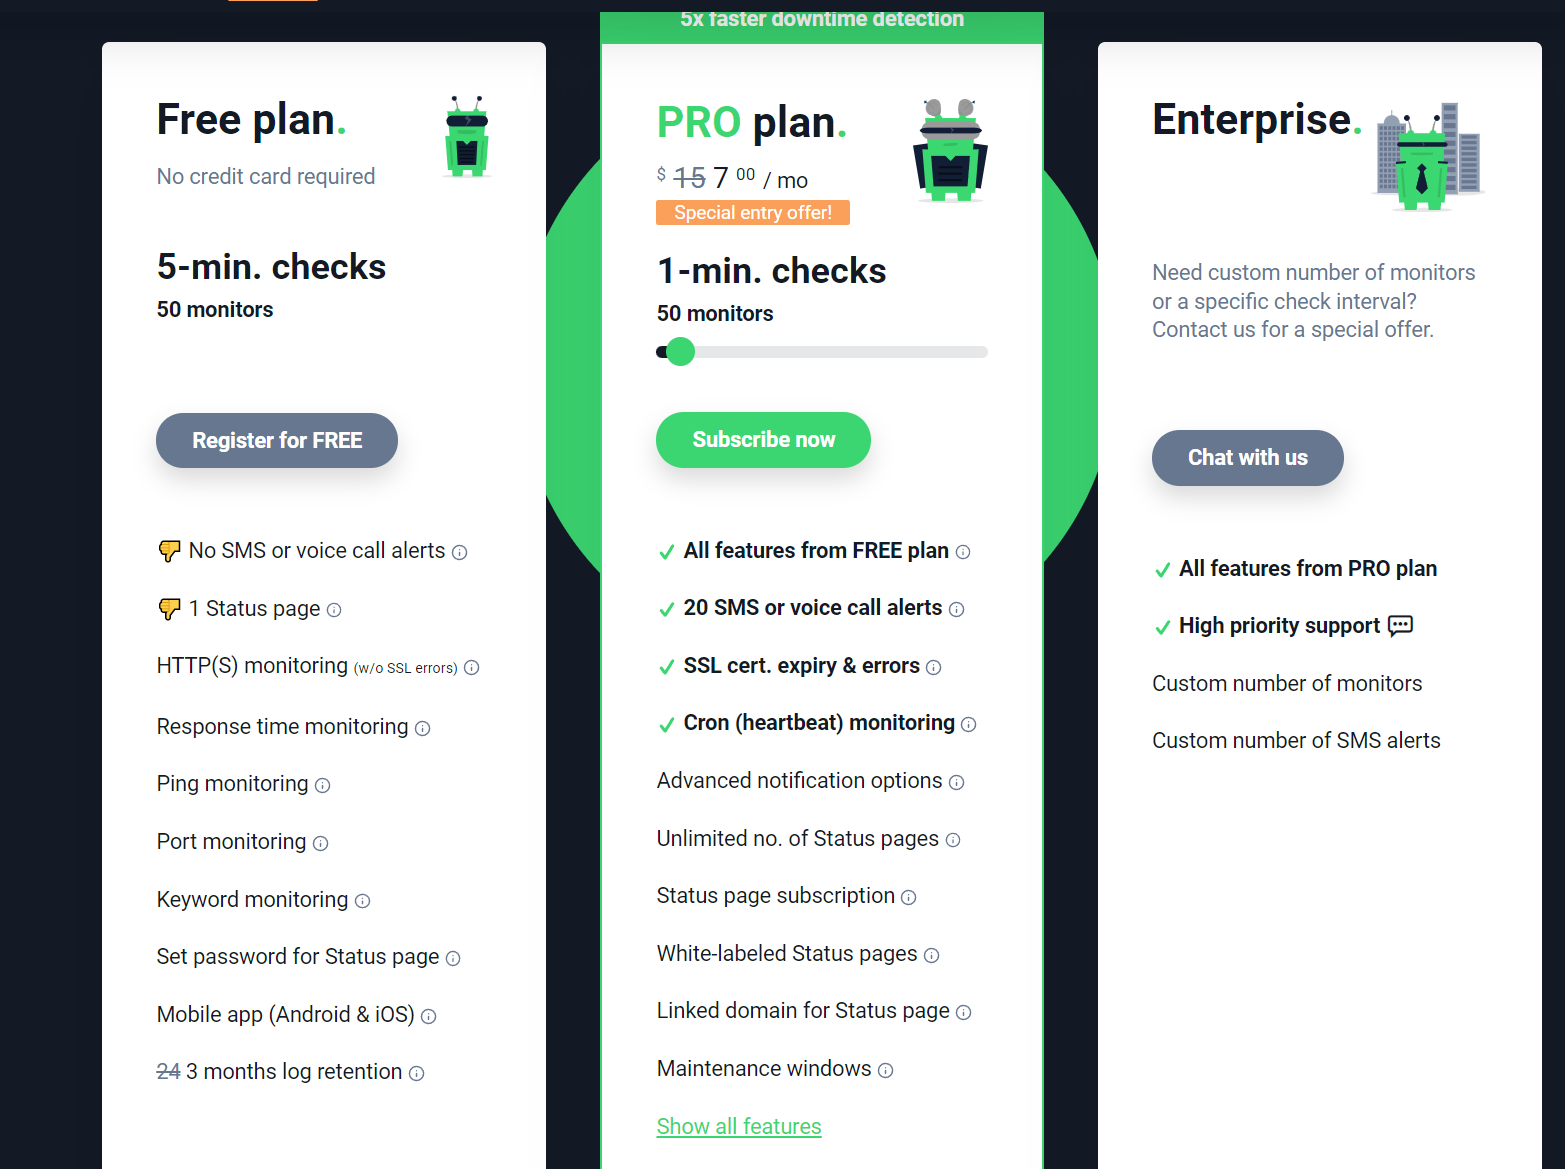 5x faster downtime detection
Free plan.
No credit card required
5-min. checks
50 monitors
Register for FREE
No SMS or voice call alerts
1 Status page
HTTP(S) monitoring (w/o SSL errors)
Response time monitoring
Ping monitoring
Port monitoring
Keyword monitoring
Set password for Status page
Mobile app (Android & iOS)
24 3 months log retention
PRO plan.
$ 15 7 00 / mo
Special entry offer!
1-min. checks
50 monitors
Subscribe now
All features from FREE plan
20 SMS or voice call alerts
SSL cert. expiry & errors
Cron (heartbeat) monitoring
Advanced notification options
Unlimited no. of Status pages
Status page subscription
White-labeled Status pages
Linked domain for Status page
Maintenance windows
Show all features
Enterprise.
Need custom number of monitors
or a specific check interval?
Contact us for a special offer.
Chat with us
All features from PRO plan
High priority support
Custom number of monitors
Custom number of SMS alerts